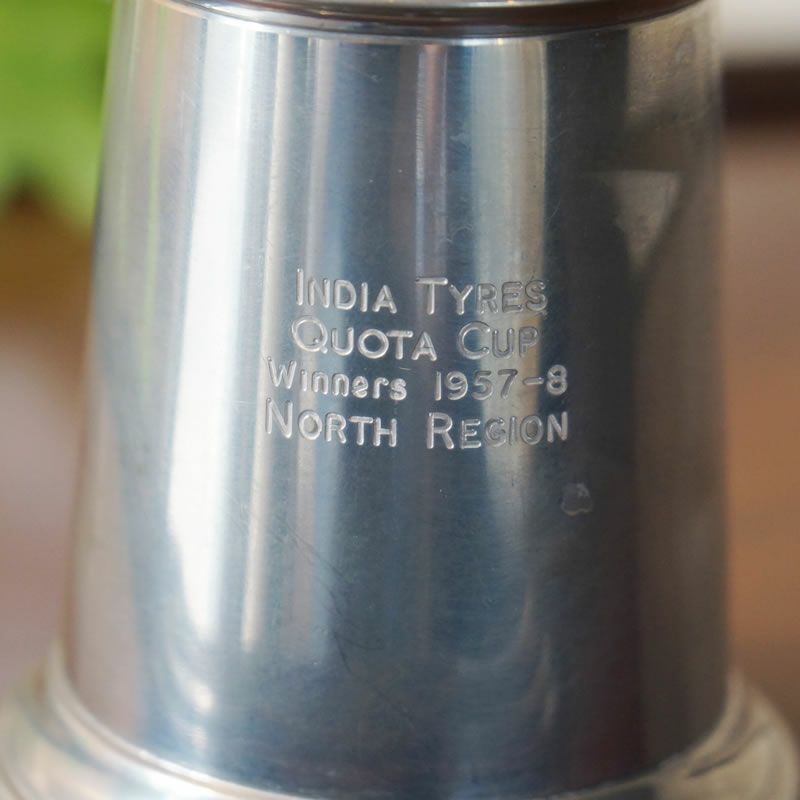 INDIA TYRES
QUOTA CUP
Winners 1957-8
NORTH REGION